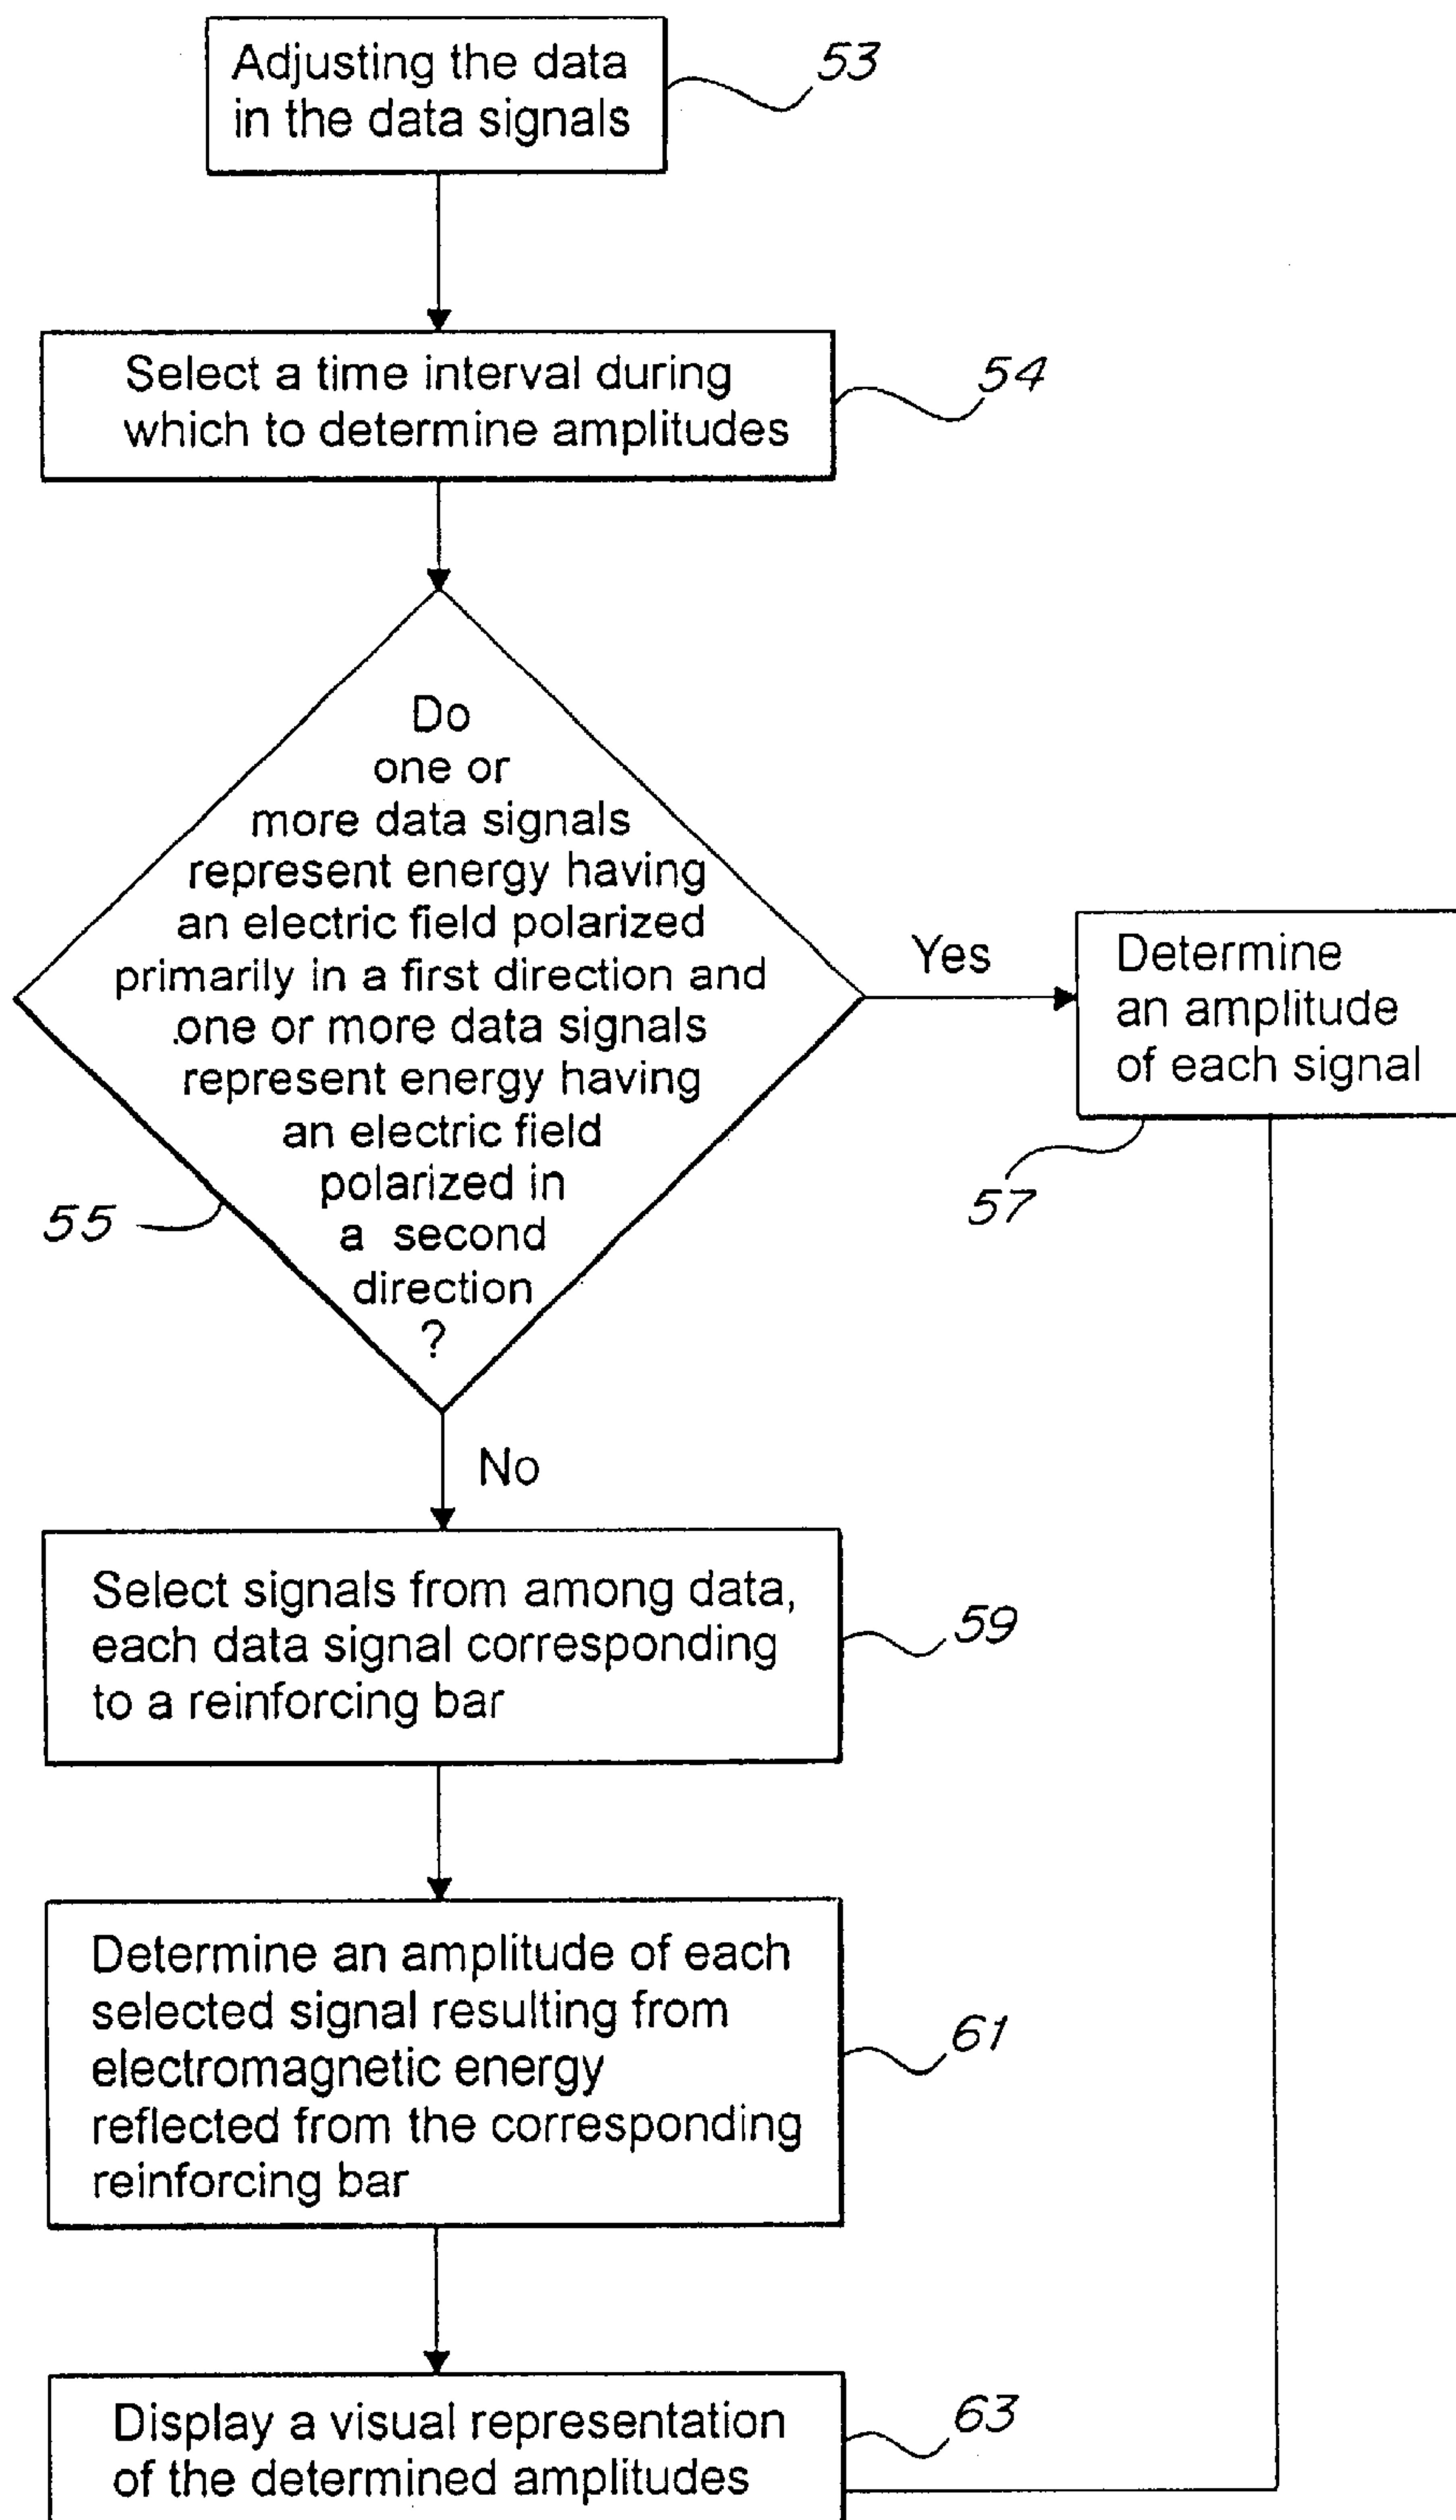 Adjusting the data
in the data signals
53
Select a time interval during
which to determine amplitudes
54
Do
one or
more data signals
represent energy having
an electric field polarized
primarily in a first direction and
one or more data signals
represent energy having
an electric field
polarized in
a second
direction
?
55
Yes
Determine
an amplitude
of each signal
57
No
Select signals from among data,
each data signal corresponding
to a reinforcing bar
59
Determine an amplitude of each
selected signal resulting from
electromagnetic energy
reflected from the corresponding
reinforcing bar
61
Display a visual representation
of the determined amplitudes
63